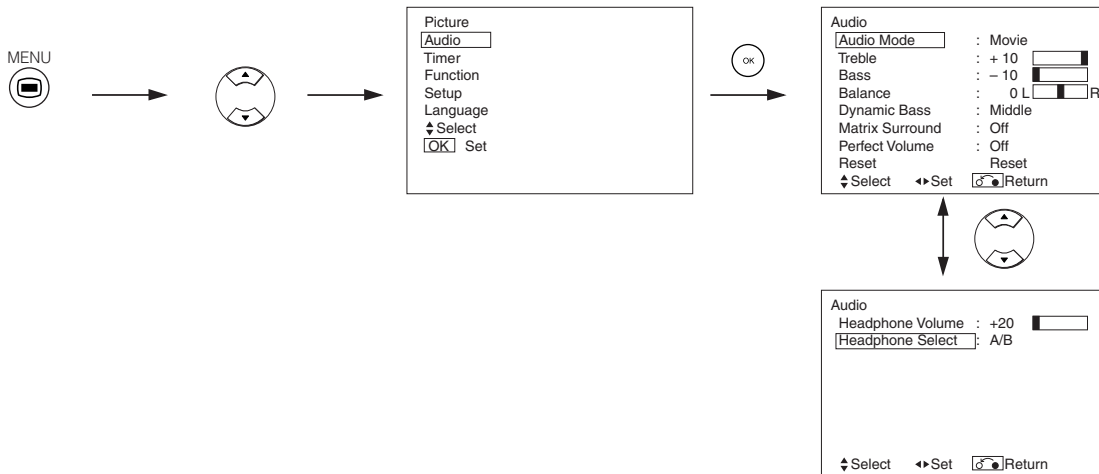 MENU
Picture
Audio
Timer
Function
Setup
Language
Select
OK Set
OK
Audio
Audio Mode : Movie
Treble : + 10
Bass : – 10
Balance : 0 L R
Dynamic Bass : Middle
Matrix Surround : Off
Perfect Volume : Off
Reset Reset
Select Set Return
Audio
Headphone Volume : +20
Headphone Select : A/B
Select Set Return